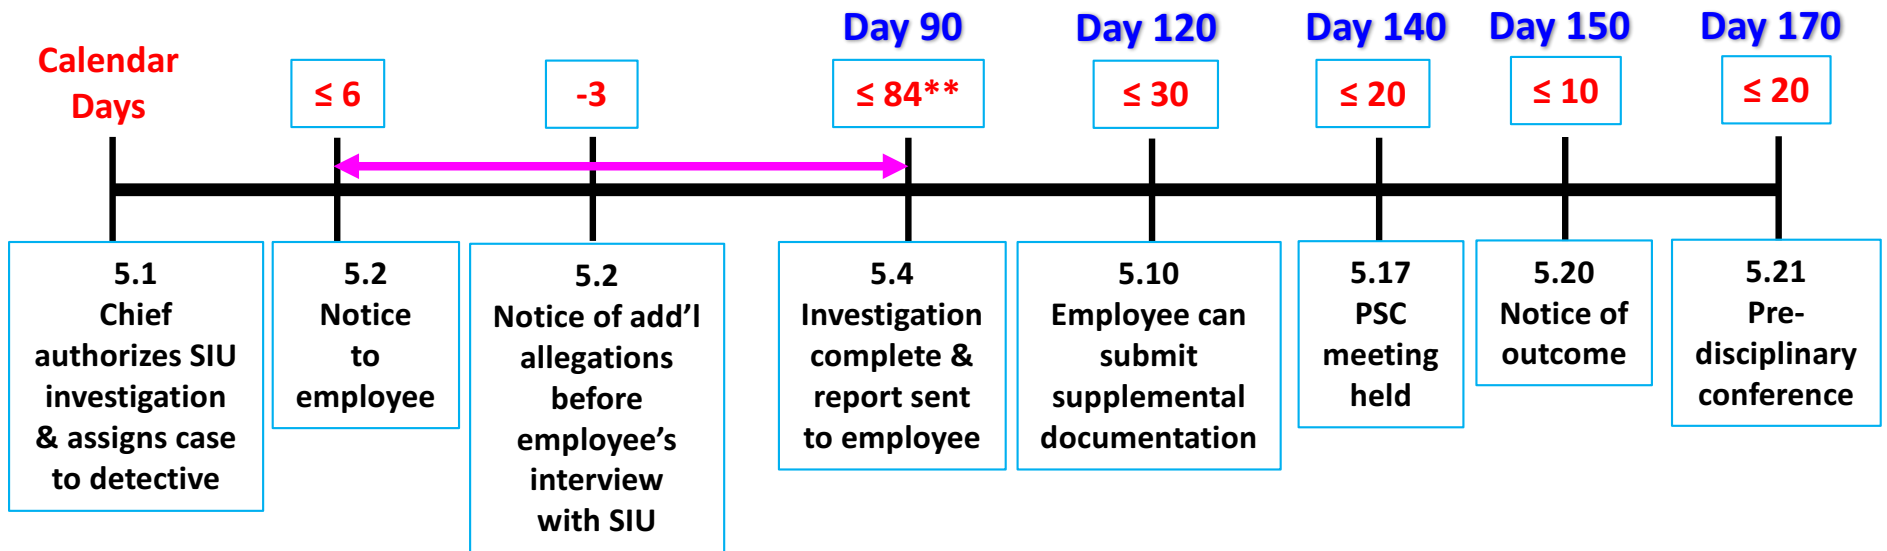 Day 90
Day 120
Day 140
Day 150
Day 170
Calendar
Days
≤ 6
-3
≤ 84**
≤ 30
≤ 20
≤ 10
≤ 20
5.1
Chief
authorizes SIU
investigation
& assigns case
to detective
5.2
Notice
to
employee
5.2
Notice of add’l
allegations
before
employee’s
interview
with SIU
5.4
Investigation
complete &
report sent
to employee
5.10
Employee can
submit
supplemental
documentation
5.17
PSC
meeting
held
5.20
Notice of
outcome
5.21
Pre-
disciplinary
conference